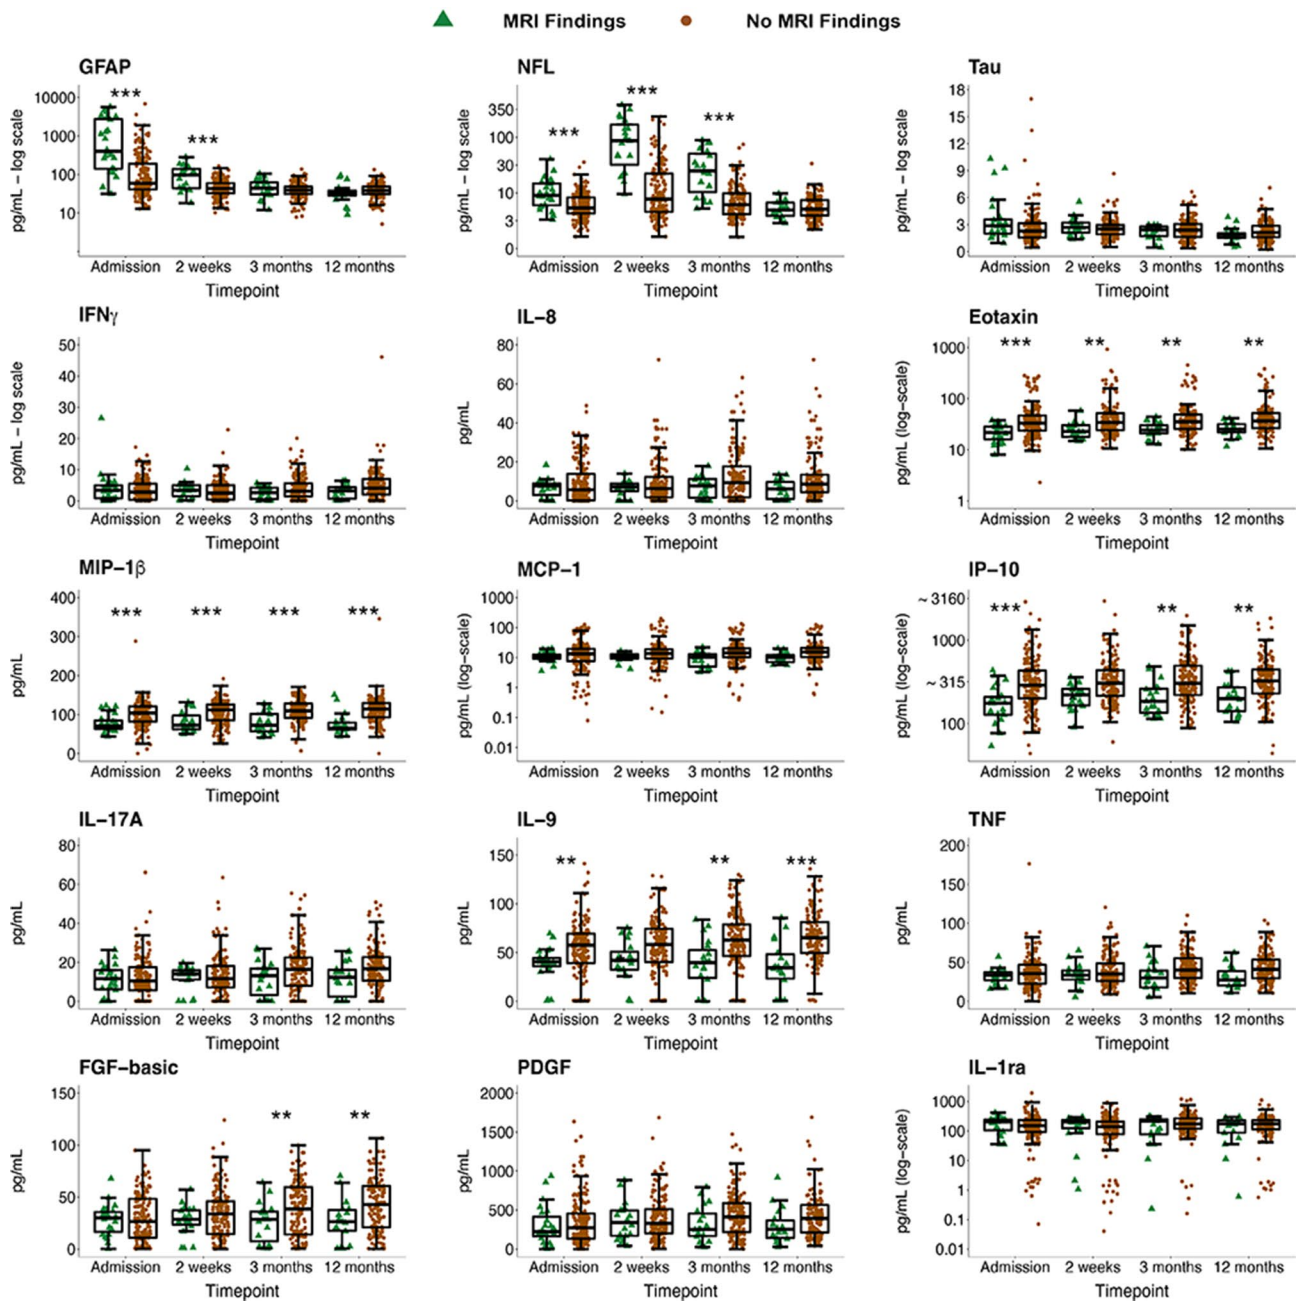 MRI Findings No MRI Findings
GFAP
pg/mL – log scale
10000
1000
100
10
***
***
Admission 2 weeks 3 months 12 months
Timepoint
NFL
pg/mL – log scale
350
100
30
10
3
0
***
***
***
Admission 2 weeks 3 months 12 months
Timepoint
Tau
pg/mL – log scale
18
15
12
9
6
3
0
Admission 2 weeks 3 months 12 months
Timepoint
IFNγ
pg/mL – log scale
50
40
30
20
10
0
Admission 2 weeks 3 months 12 months
Timepoint
IL–8
pg/mL
80
60
40
20
0
Admission 2 weeks 3 months 12 months
Timepoint
Eotaxin
pg/mL (log–scale)
1000
100
10
1
*** ** ** **
Admission 2 weeks 3 months 12 months
Timepoint
MIP–1β
pg/mL
400
300
200
100
0
*** *** *** ***
Admission 2 weeks 3 months 12 months
Timepoint
MCP–1
pg/mL (log–scale)
1000
100
10
1
0.1
0.01
Admission 2 weeks 3 months 12 months
Timepoint
IP–10
pg/mL (log–scale)
~ 3160
1000
~ 315
100
*** ** **
Admission 2 weeks 3 months 12 months
Timepoint
IL–17A
pg/mL
80
60
40
20
0
Admission 2 weeks 3 months 12 months
Timepoint
IL–9
pg/mL
150
100
50
0
** ** ***
Admission 2 weeks 3 months 12 months
Timepoint
TNF
pg/mL
200
150
100
50
0
Admission 2 weeks 3 months 12 months
Timepoint
FGF–basic
pg/mL
150
100
50
0
** **
Admission 2 weeks 3 months 12 months
Timepoint
PDGF
pg/mL
2000
1500
1000
500
0
Admission 2 weeks 3 months 12 months
Timepoint
IL–1ra
pg/mL (log–scale)
1000
100
10
1
0.1
0.01
Admission 2 weeks 3 months 12 months
Timepoint